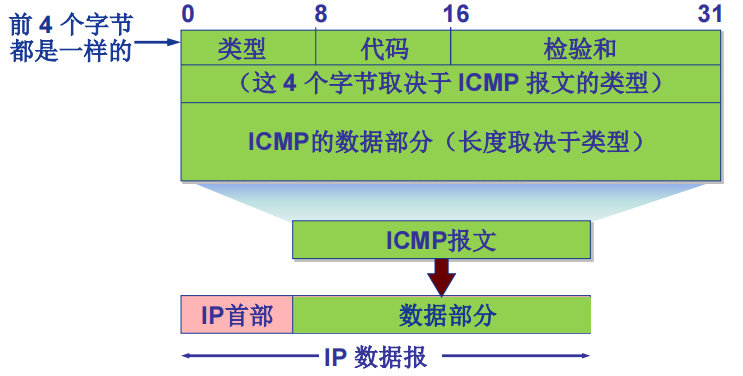 0 8 16 31
前 4 个字节
都是一样的
类型 代码 检验和
（这 4 个字节取决于 ICMP 报文的类型）
ICMP的数据部分（长度取决于类型）
ICMP报文
IP首部 数据部分
IP 数据报